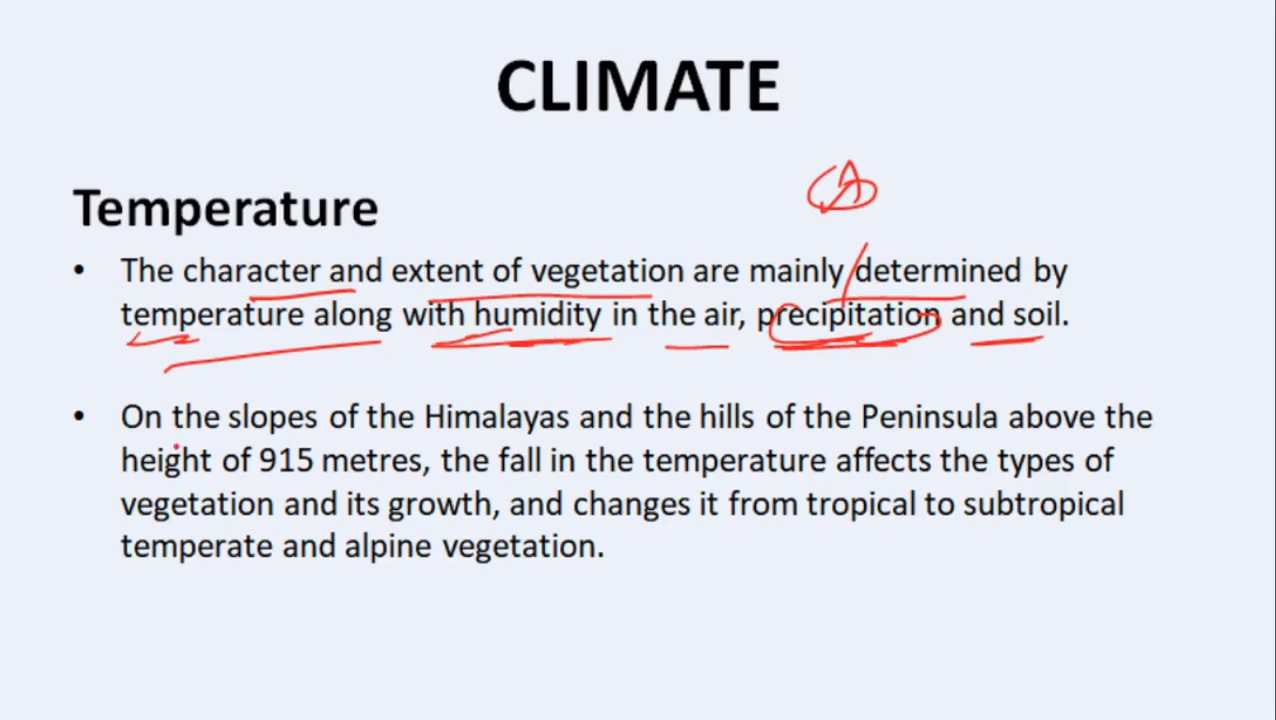 CLIMATE
Temperature
• The character and extent of vegetation are mainly determined by
temperature along with humidity in the air, precipitation and soil.
• On the slopes of the Himalayas and the hills of the Peninsula above the
height of 915 metres, the fall in the temperature affects the types of
vegetation and its growth, and changes it from tropical to subtropical
temperate and alpine vegetation.